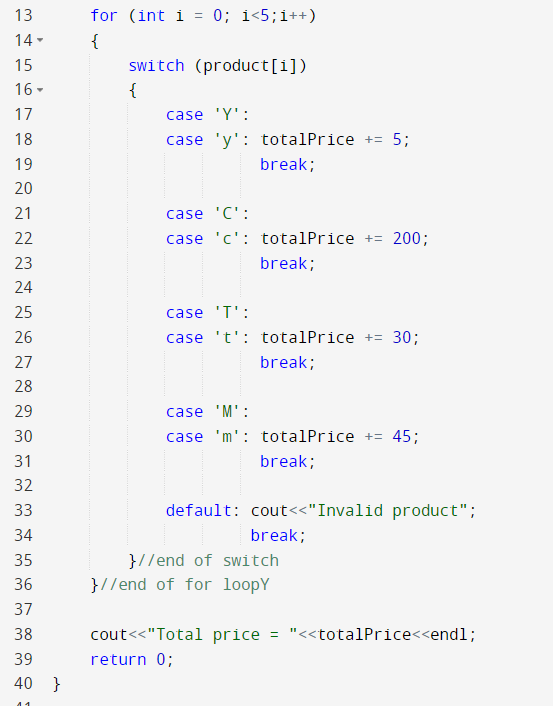 13 for (int i = 0; i<5;i++)
14 {
15 switch (product[i])
16 {
17 case 'Y':
18 case 'y': totalPrice += 5;
19 break;
20
21 case 'C':
22 case 'c': totalPrice += 200;
23 break;
24
25 case 'T':
26 case 't': totalPrice += 30;
27 break;
28
29 case 'M':
30 case 'm': totalPrice += 45;
31 break;
32
33 default: cout<<"Invalid product";
34 break;
35 }//end of switch
36 }//end of for loopY
37
38 cout<<"Total price = "<<totalPrice<<endl;
39 return 0;
40 }